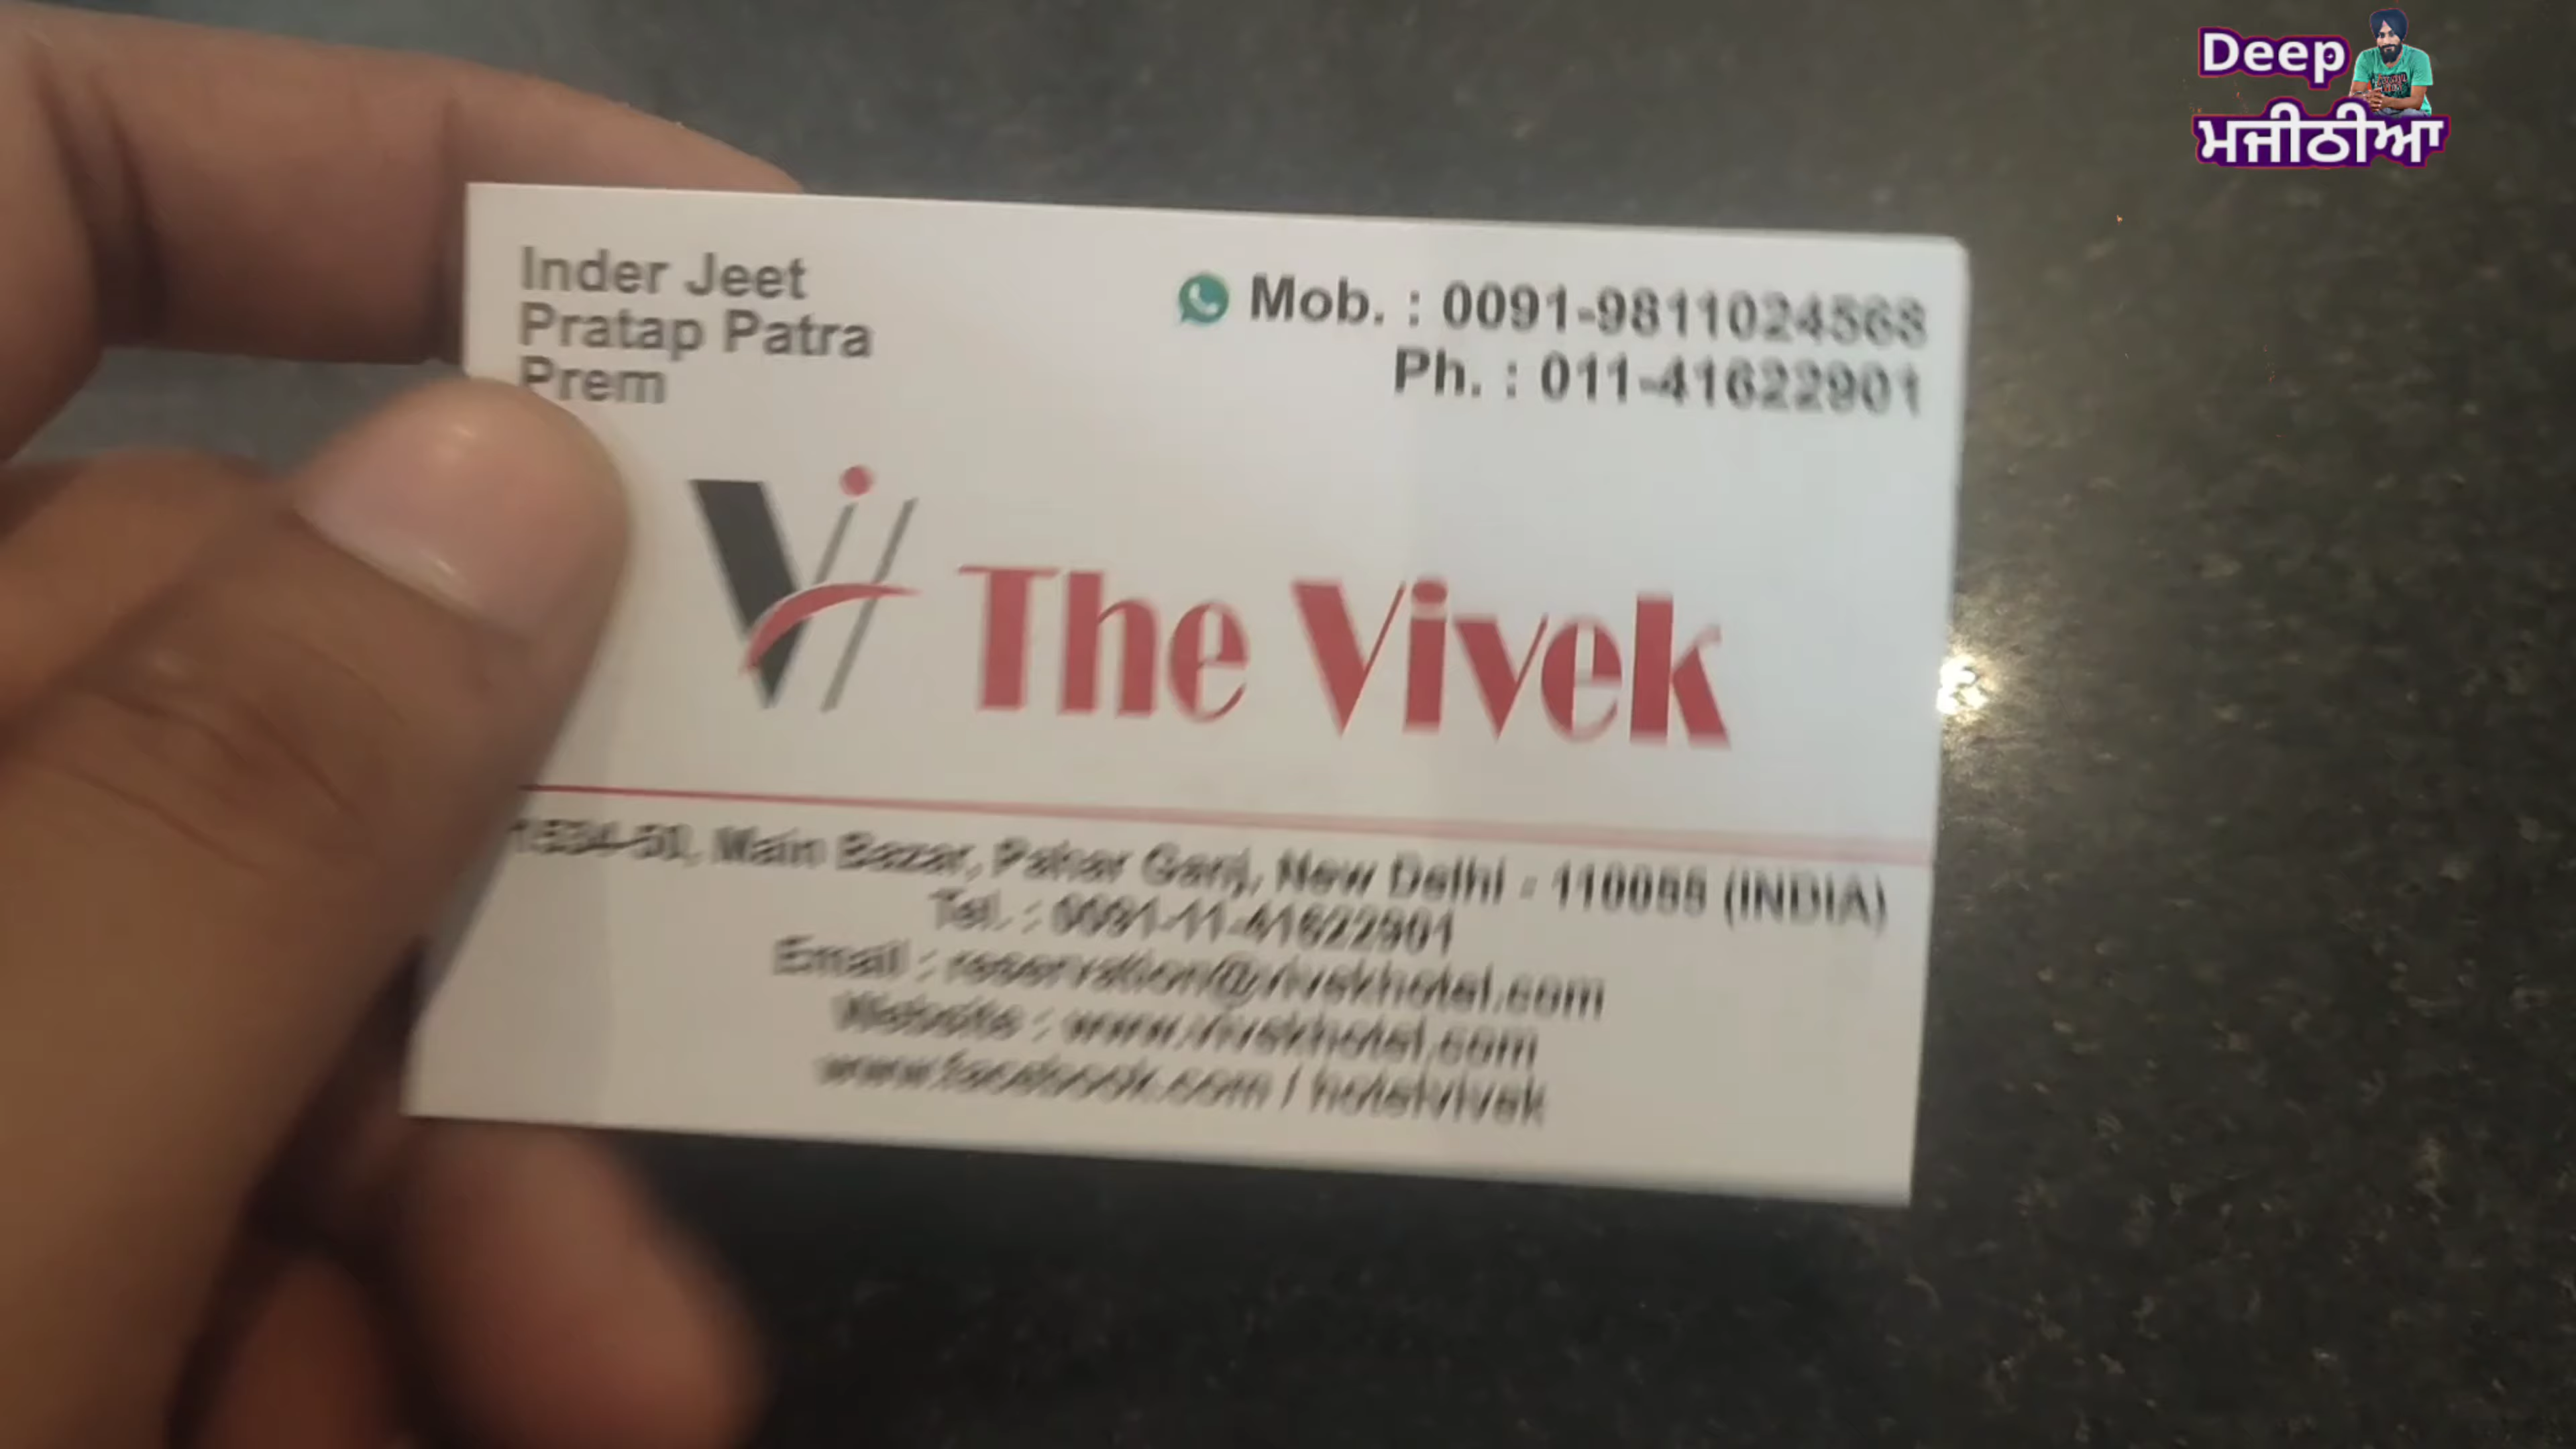 Deep
ਮਜੀਠੀਆ
Inder Jeet
Pratap Patra
Prem
Mob. : 0091-9811024568
Ph. : 011-41622901
The Vivek
1534-50, Main Bazar, Pahar Ganj, New Delhi - 110055 (INDIA)
Tel. : 0091-11-41622901
Email : reservation@vivekhotel.com
Website : www.vivekhotel.com
www.facebook.com / hotelvivek